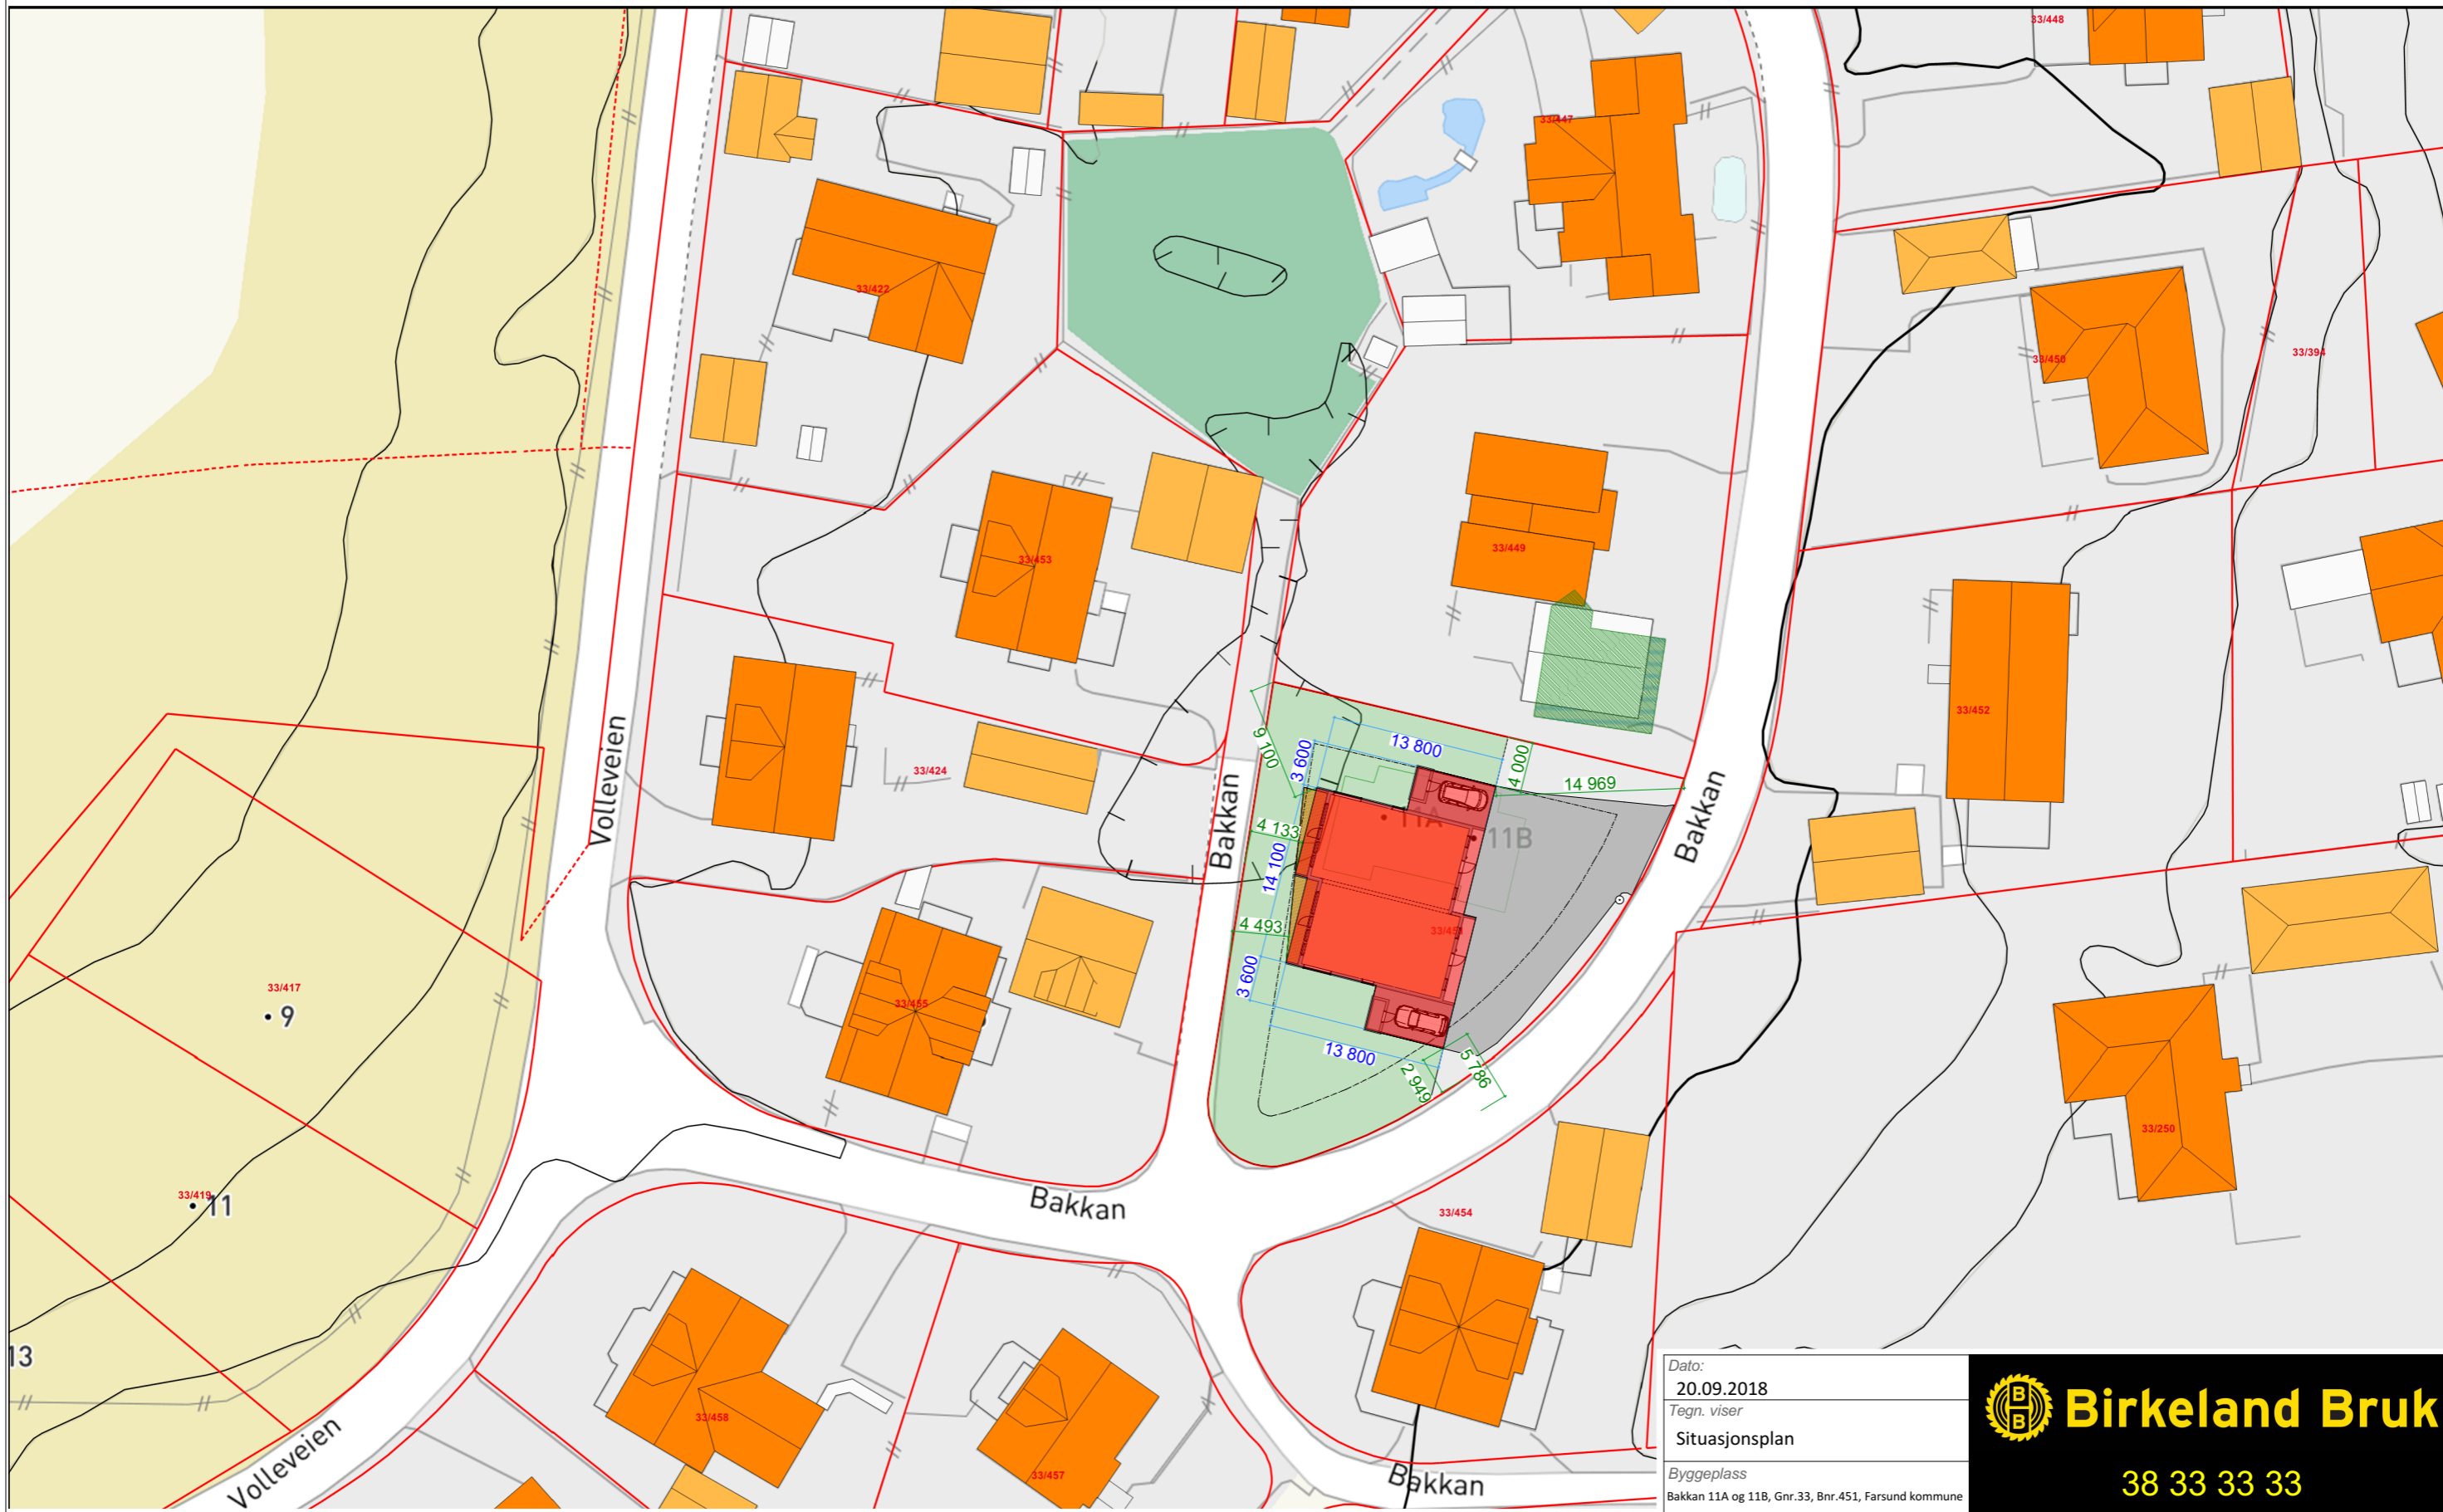 33/448
33/447
33/422
33/450
33/394
33/453
33/449
33/452
33/424
Volleveien
Bakkan
Bakkan
9 100
3 600
13 800
4 000
14 969
4 133
14 100
11A
11B
4 493
33/451
3 600
13 800
2 949
5 786
33/417
9
33/455
33/419
11
Bakkan
33/454
33/250
13
33/458
33/457
Volleveien
Bakkan
Dato:
20.09.2018
Tegn. viser
Situasjonsplan
Byggeplass
Bakkan 11A og 11B, Gnr.33, Bnr.451, Farsund kommune
B
B
Birkeland Bruk
38 33 33 33